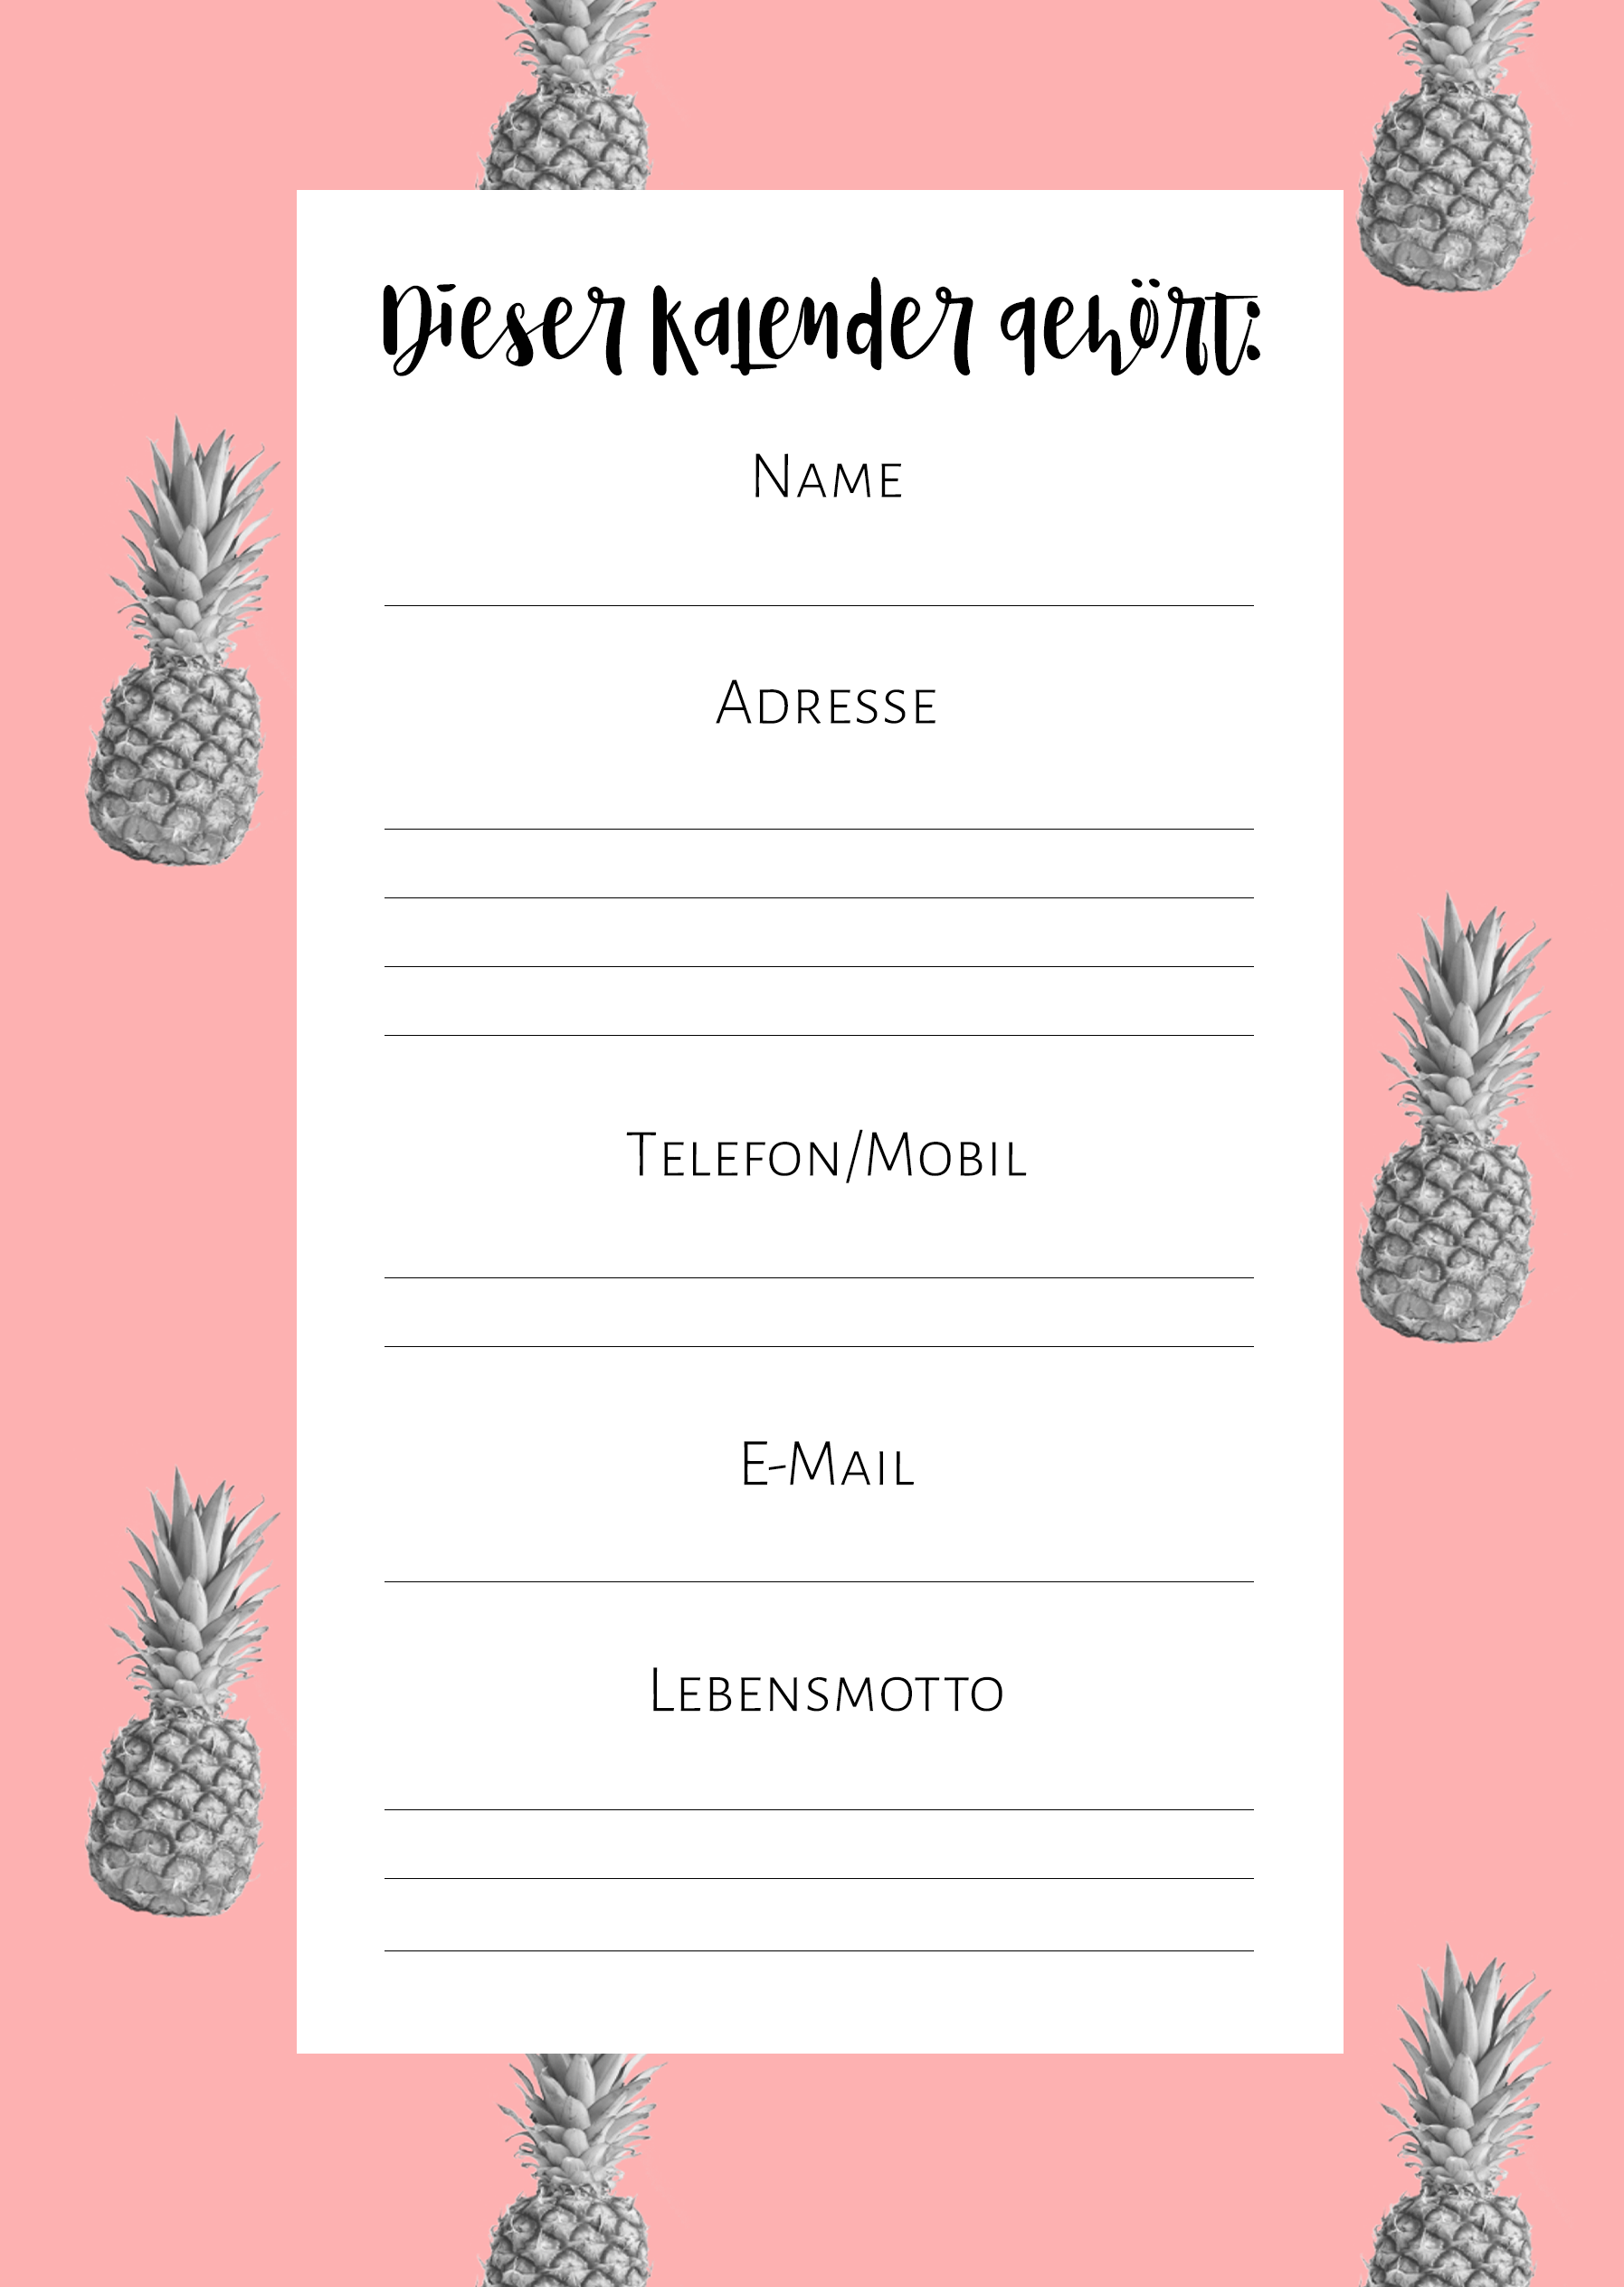 Dieser Kalender gehört:
Name
Adresse
Telefon/Mobil
E-Mail
Lebensmotto